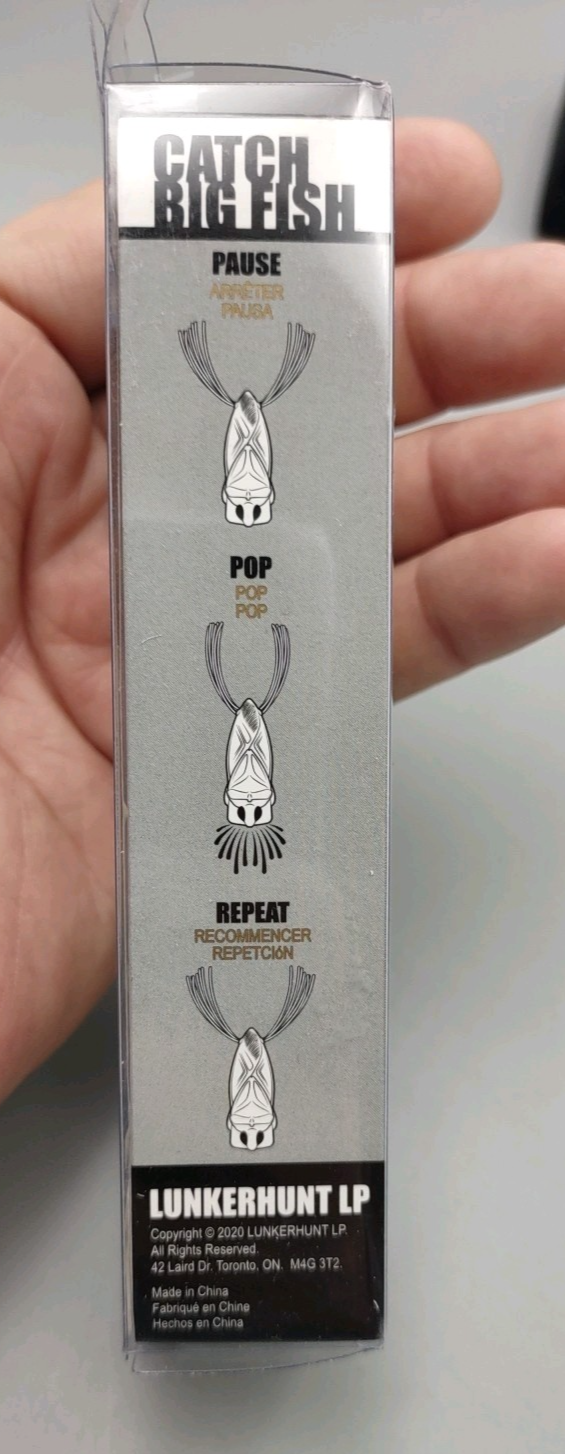 CATCH
BIG FISH
PAUSE
ARRÊTER
PAUSA
POP
POP
POP
REPEAT
RECOMMENCER
REPETCIóN
LUNKERHUNT LP
Copyright © 2020 LUNKERHUNT LP.
All Rights Reserved.
42 Laird Dr. Toronto, ON. M4G 3T2.
Made in China
Fabriqué en Chine
Hechos en China